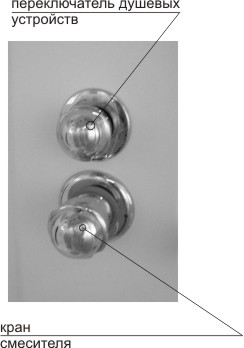 переключатель душевых
устройств
кран
смесителя